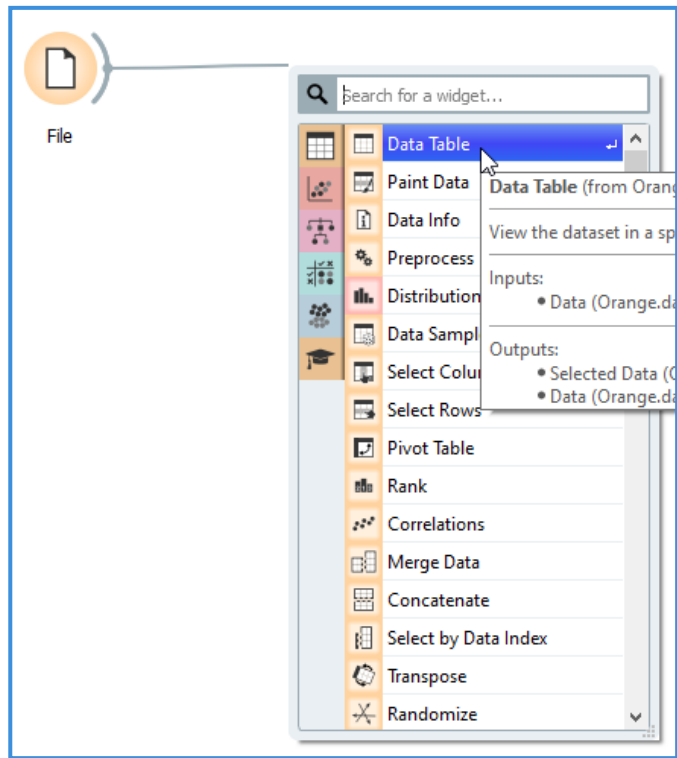 File
Search for a widget...
Data Table
Paint Data
Data Info
Preprocess
Distribution
Data Sampl
Select Colu
Select Rows
Pivot Table
Rank
Correlations
Merge Data
Concatenate
Select by Data Index
Transpose
Randomize
Data Table (from Orang
View the dataset in a sp
Inputs:
• Data (Orange.da
Outputs:
• Selected Data (
• Data (Orange.da